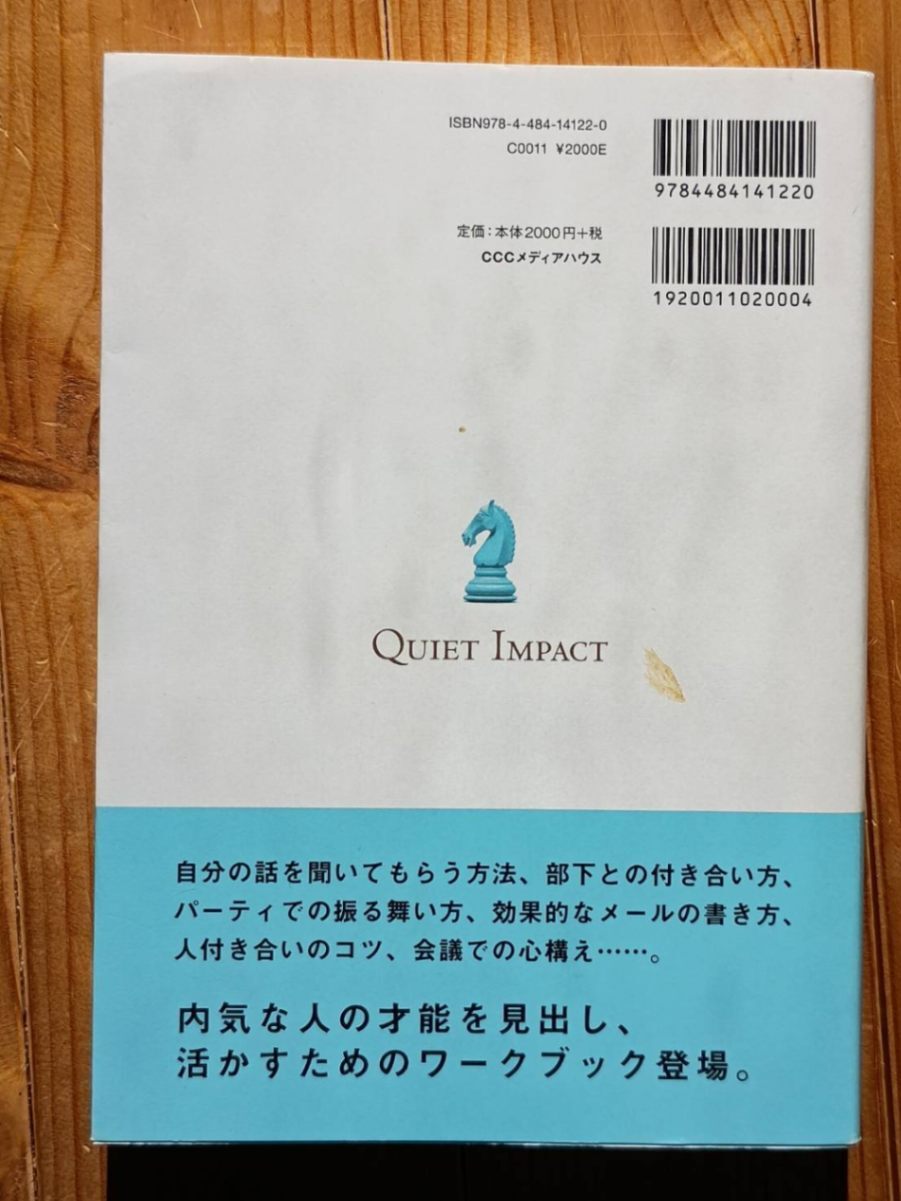 ISBN978-4-484-14122-0
C0011 ¥2000E
9784484141220
定価:本体2000円+税
CCCメディアハウス
1920011020004
QUIET IMPACT
自分の話を聞いてもらう方法、部下との付き合い方、
パーティでの振る舞い方、効果的なメールの書き方、
人付き合いのコツ、会議での心構え……。
内気な人の才能を見出し、
活かすためのワークブック登場。